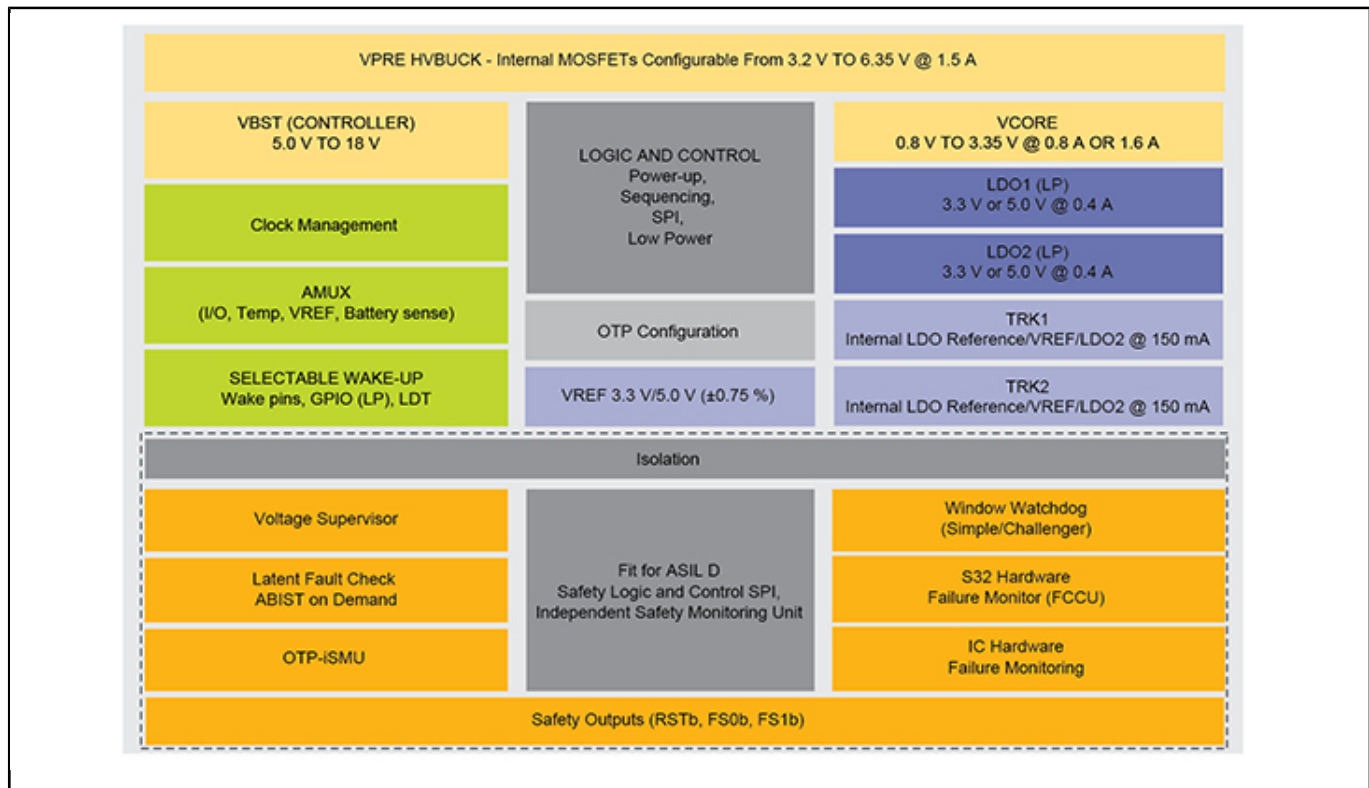 VPRE HVBUCK - Internal MOSFETs Configurable From 3.2 V TO 6.35 V @ 1.5 A
VBST (CONTROLLER)
5.0 V TO 18 V
Clock Management
AMUX
(I/O, Temp, VREF, Battery sense)
SELECTABLE WAKE-UP
Wake pins, GPIO (LP), LDT
LOGIC AND CONTROL
Power-up,
Sequencing,
SPI,
Low Power
OTP Configuration
VREF 3.3 V/5.0 V (±0.75 %)
VCORE
0.8 V TO 3.35 V @ 0.8 A OR 1.6 A
LDO1 (LP)
3.3 V or 5.0 V @ 0.4 A
LDO2 (LP)
3.3 V or 5.0 V @ 0.4 A
TRK1
Internal LDO Reference/VREF/LDO2 @ 150 mA
TRK2
Internal LDO Reference/VREF/LDO2 @ 150 mA
Isolation
Voltage Supervisor
Latent Fault Check
ABIST on Demand
OTP-iSMU
Fit for ASIL D
Safety Logic and Control SPI,
Independent Safety Monitoring Unit
Window Watchdog
(Simple/Challenger)
S32 Hardware
Failure Monitor (FCCU)
IC Hardware
Failure Monitoring
Safety Outputs (RSTb, FS0b, FS1b)